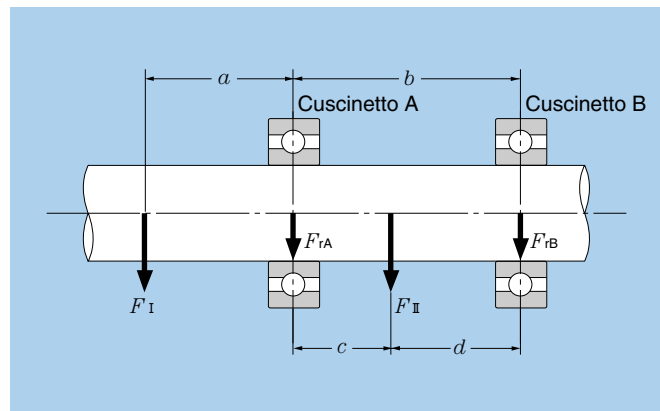 a b
Cuscinetto A Cuscinetto B
FrA FrB
FⅠ FⅡ
c d